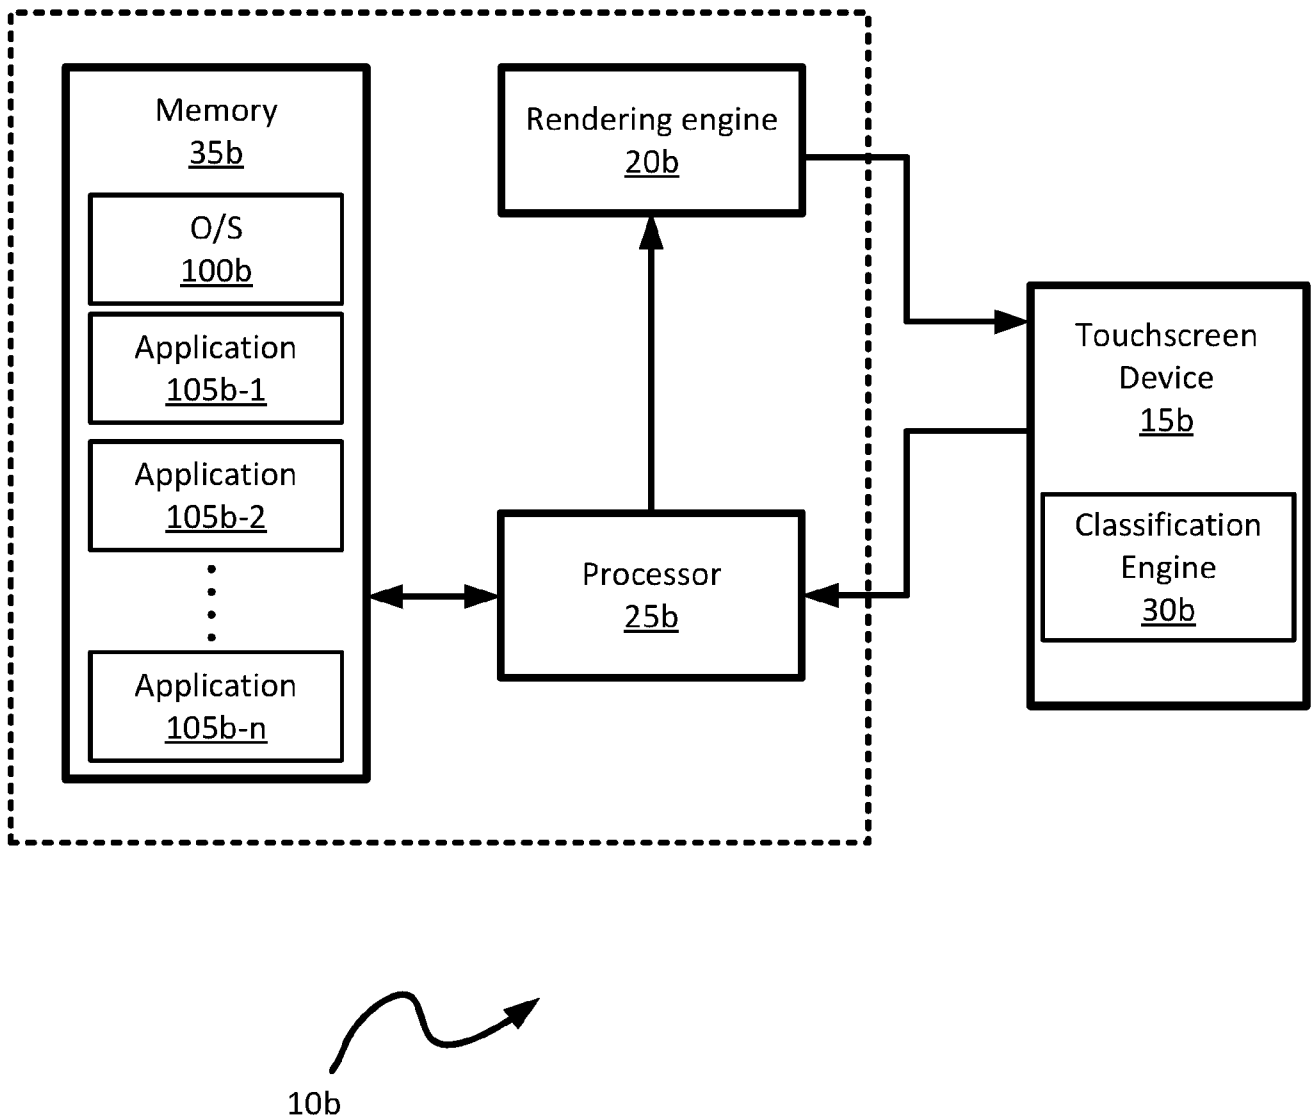 Memory
35b
O/S
100b
Application
105b-1
Application
105b-2
Application
105b-n
Rendering engine
20b
Processor
25b
Touchscreen
Device
15b
Classification
Engine
30b
10b